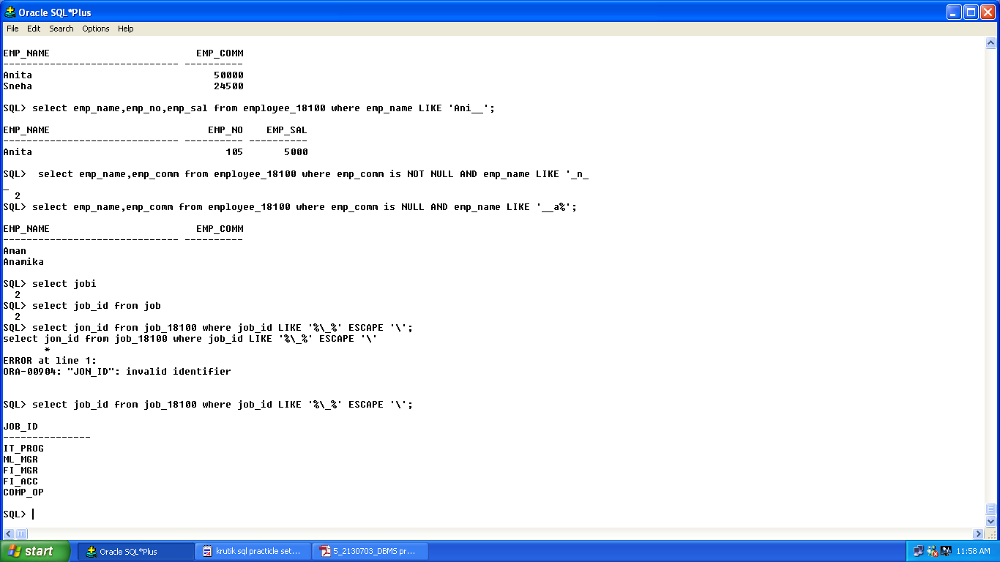 Oracle SQL*Plus
File Edit Search Options Help
EMP_NAME                          EMP_COMM
------------------------------ ----------
Anita                                50000
Sneha                                24500
SQL> select emp_name,emp_no,emp_sal from employee_18100 where emp_name LIKE 'Ani__';
EMP_NAME                           EMP_NO    EMP_SAL
------------------------------ ---------- ----------
Anita                                 105       5000
SQL>  select emp_name,emp_comm from employee_18100 where emp_comm is NOT NULL AND emp_name LIKE '_n_
_
  2
SQL> select emp_name,emp_comm from employee_18100 where emp_comm is NULL AND emp_name LIKE '__a%';
EMP_NAME                         EMP_COMM
------------------------------ ----------
Aman
Anamika
SQL> select jobi
  2
SQL> select job_id from job
  2
SQL> select jon_id from job_18100 where job_id LIKE '%\_%' ESCAPE '\';
select jon_id from job_18100 where job_id LIKE '%\_%' ESCAPE '\'
       *
ERROR at line 1:
ORA-00904: "JON_ID": invalid identifier
SQL> select job_id from job_18100 where job_id LIKE '%\_%' ESCAPE '\';
JOB_ID
---------------
IT_PROG
ML_MGR
FI_MGR
FI_ACC
COMP_OP
SQL>
start Oracle SQL*Plus krutik sql practicle set... 5_2130703_DBMS pr... 11:58 AM